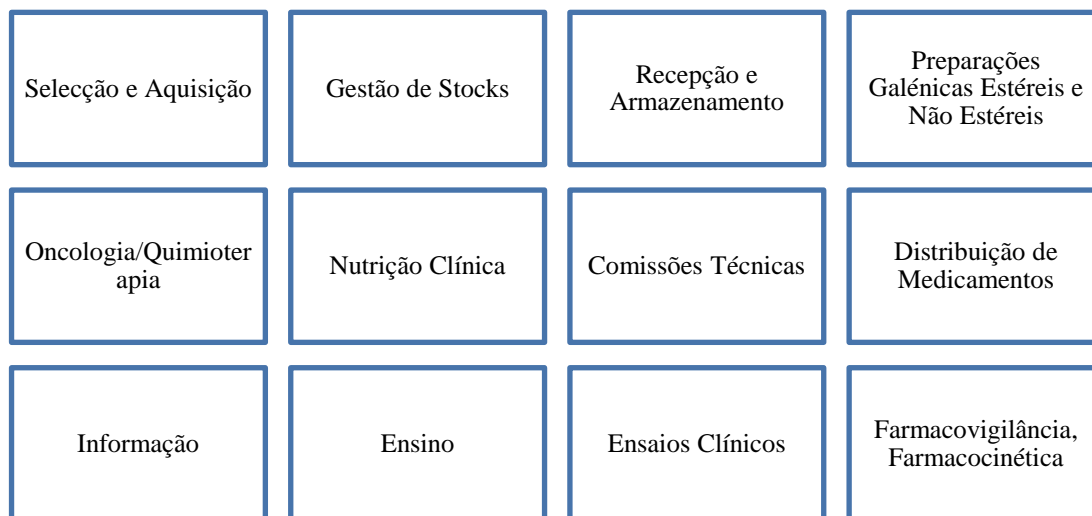 Selecção e Aquisição
Gestão de Stocks
Recepção e
Armazenamento
Preparações
Galénicas Estéreis e
Não Estéreis
Oncologia/Quimioter
apia
Nutrição Clínica
Comissões Técnicas
Distribuição de
Medicamentos
Informação
Ensino
Ensaios Clínicos
Farmacovigilância,
Farmacocinética